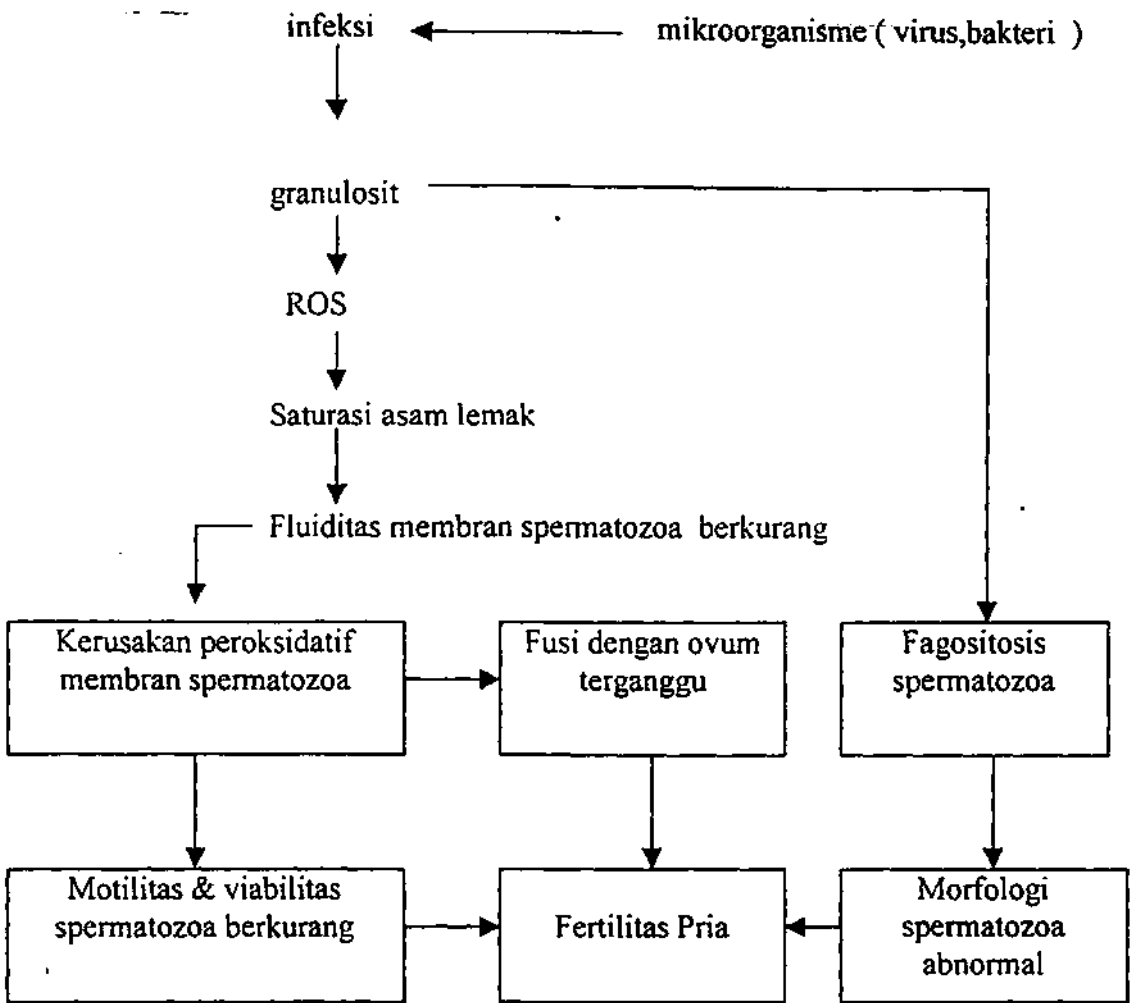 infeksi
mikroorganisme ( virus,bakteri )
granulosit
ROS
Saturasi asam lemak
Fluiditas membran spermatozoa berkurang
Kerusakan peroksidatif
membran spermatozoa
Fusi dengan ovum
terganggu
Fagositosis
spermatozoa
Motilitas & viabilitas
spermatozoa berkurang
Fertilitas Pria
Morfologi
spermatozoa
abnormal